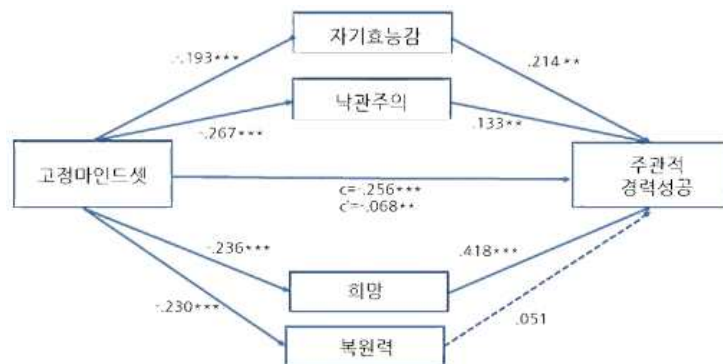 자기효능감
-.193***
.214**
낙관주의
-.267***
.133**
고정마인드셋
주관적
경력성공
c=-.256***
c'=-.068**
-.236***
.418***
희망
-.230***
.051
복원력